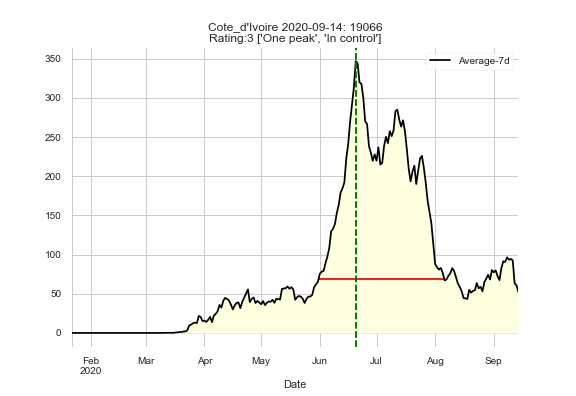 Cote_d'Ivoire 2020-09-14: 19066
Rating:3 ['One peak', 'In control']
Average-7d
350
300
250
200
150
100
50
0
Feb Mar Apr May Jun Jul Aug Sep
2020
Date